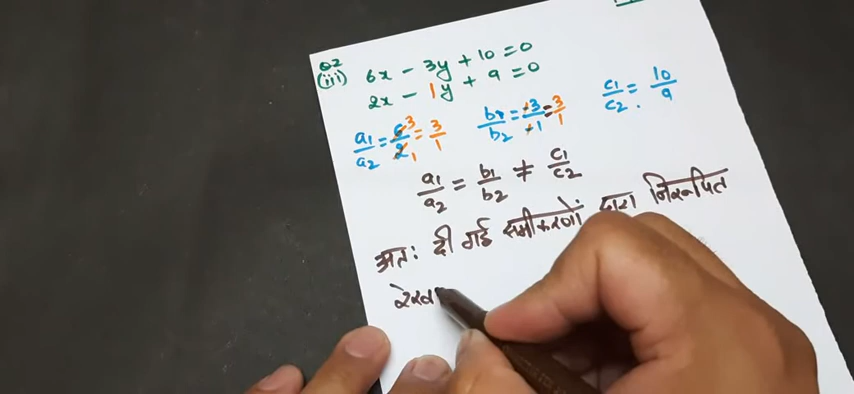 Q2
(iii) 6x - 3y + 10 = 0
2x - 1y + 9 = 0
a1/a2 = 6/2 = 3/1 b1/b2 = -3/-1 = 3/1 c1/c2 = 10/9
a1/a2 = b1/b2 ≠ c1/c2
अतः दी गई समीकरणों द्वारा निरूपित